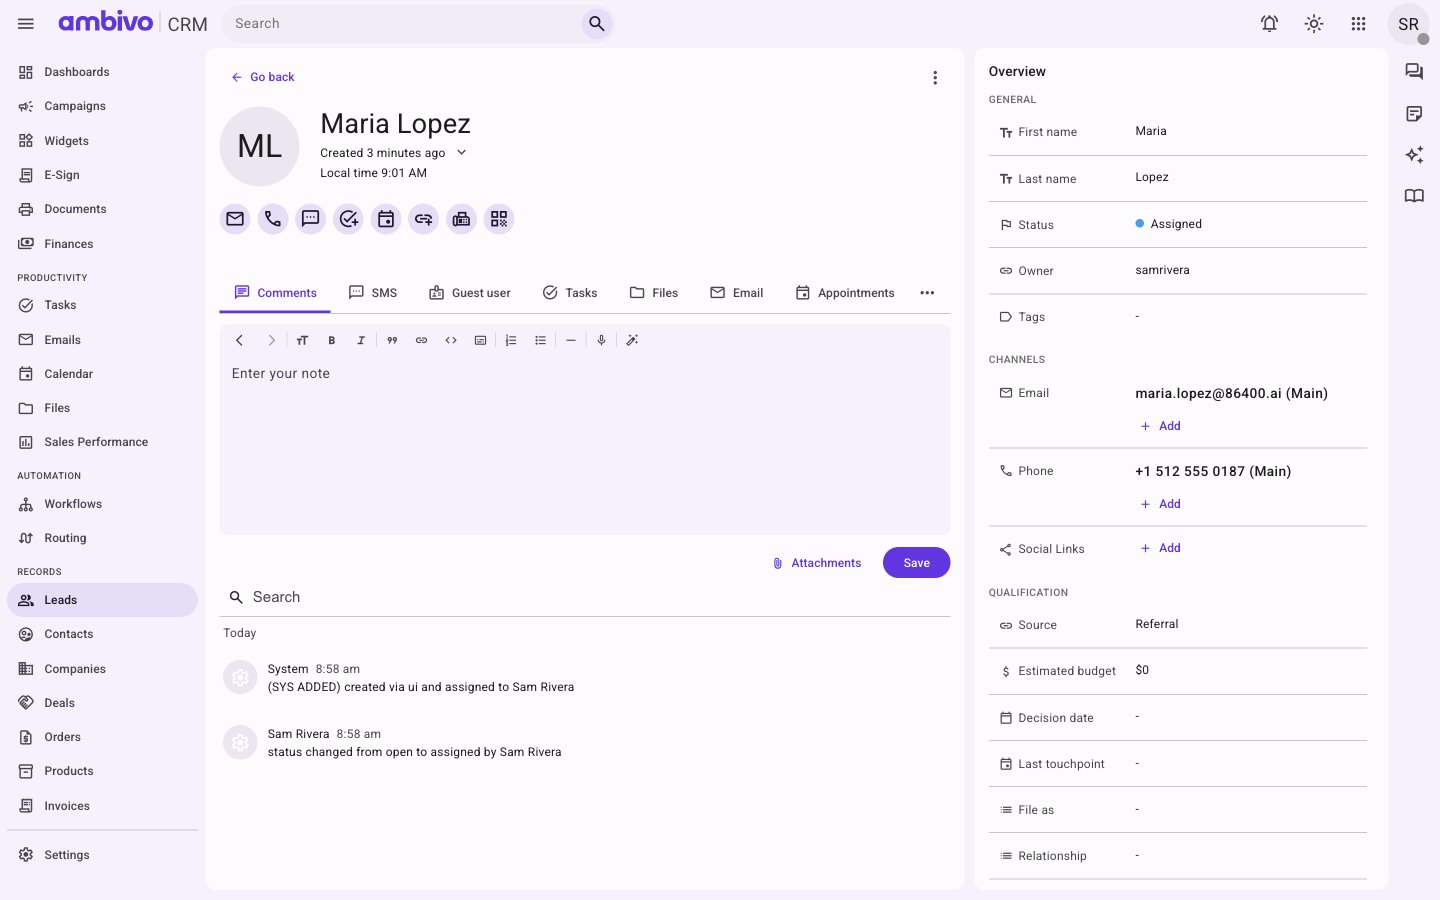 ambivo CRM
Search
SR
Dashboards
Campaigns
Widgets
E-Sign
Documents
Finances
PRODUCTIVITY
Tasks
Emails
Calendar
Files
Sales Performance
AUTOMATION
Workflows
Routing
RECORDS
Leads
Contacts
Companies
Deals
Orders
Products
Invoices
Settings
Go back
ML
Maria Lopez
Created 3 minutes ago
Local time 9:01 AM
Comments
SMS
Guest user
Tasks
Files
Email
Appointments
Enter your note
Attachments
Save
Search
Today
System 8:58 am
(SYS ADDED) created via ui and assigned to Sam Rivera
Sam Rivera 8:58 am
status changed from open to assigned by Sam Rivera
Overview
GENERAL
First name Maria
Last name Lopez
Status Assigned
Owner samrivera
Tags -
CHANNELS
Email maria.lopez@86400.ai (Main)
+ Add
Phone +1 512 555 0187 (Main)
+ Add
Social Links + Add
QUALIFICATION
Source Referral
Estimated budget $0
Decision date -
Last touchpoint -
File as -
Relationship -